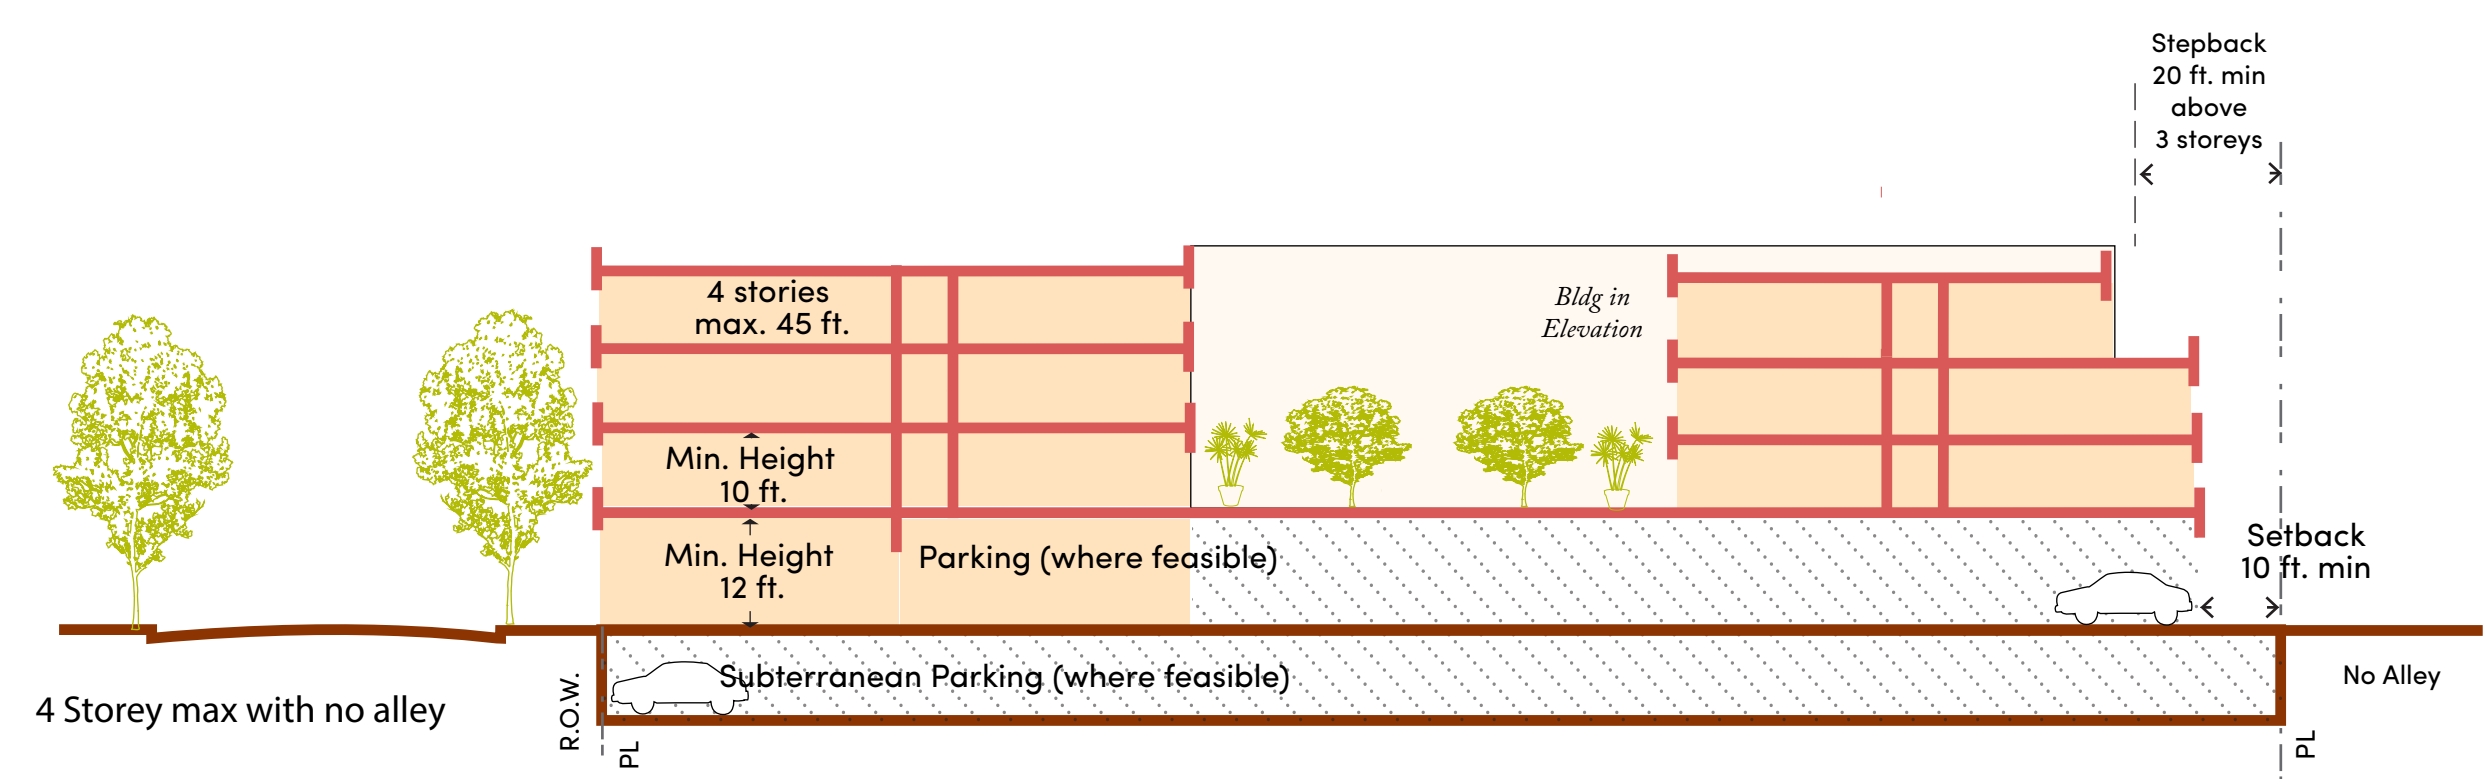 Stepback
20 ft. min
above
3 storeys
4 stories
max. 45 ft.
Bldg in
Elevation
Min. Height
10 ft.
Min. Height
12 ft.
Parking (where feasible)
Setback
10 ft. min
Subterranean Parking (where feasible)
No Alley
4 Storey max with no alley
R.O.W.
PL
PL